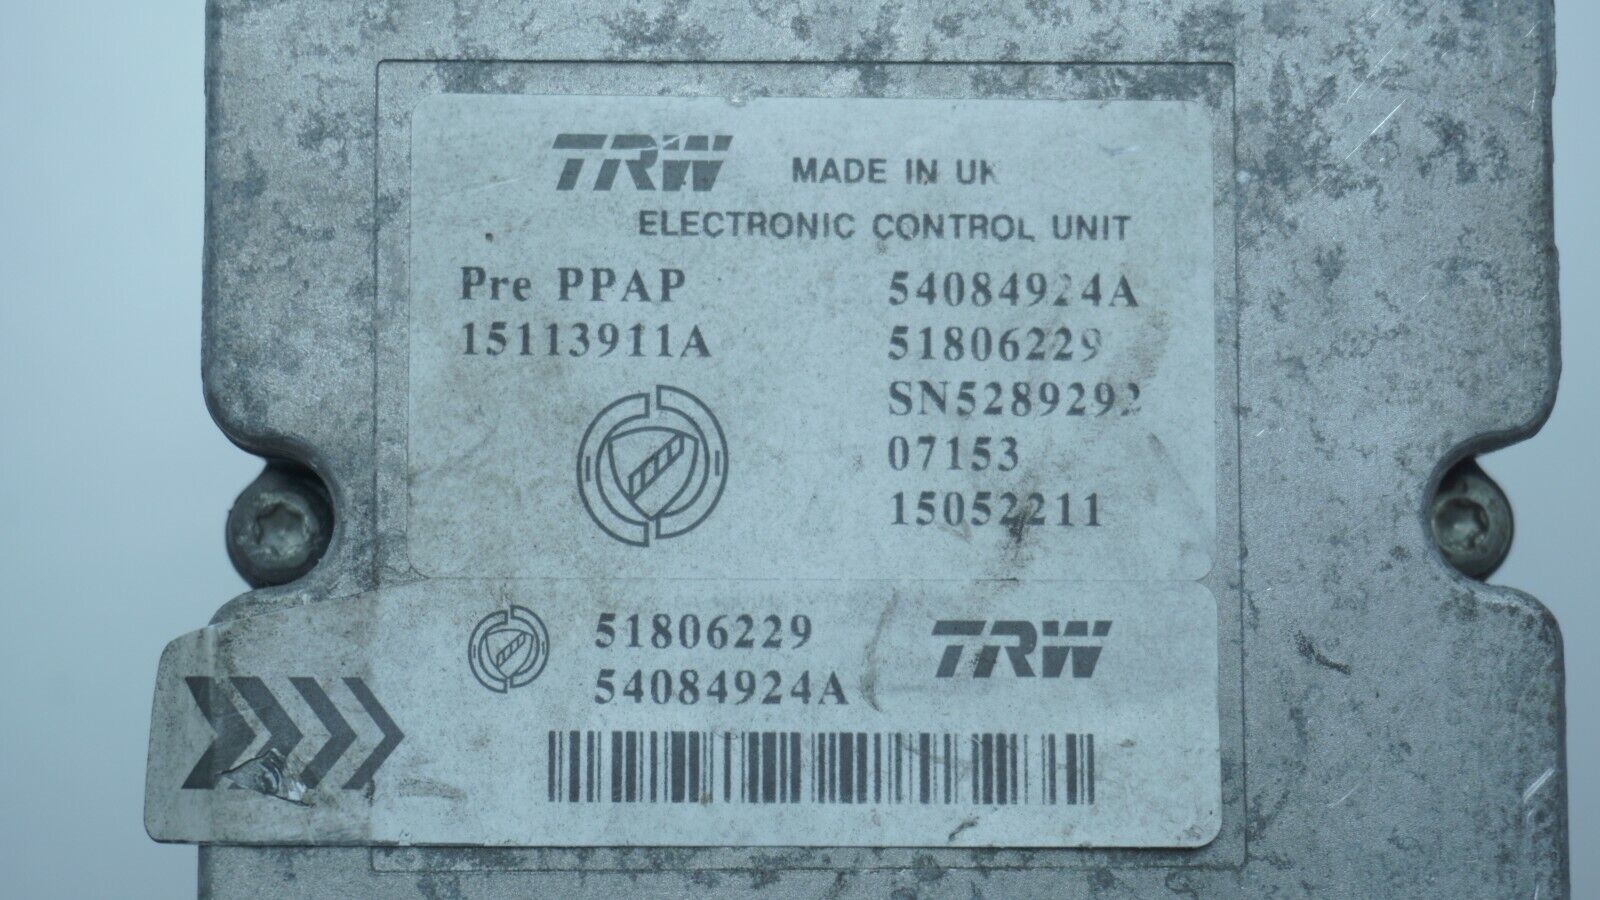 TRW MADE IN UK
ELECTRONIC CONTROL UNIT
Pre PPAP 54084924A
15113911A 51806229
SN5289292
07153
15052211
51806229 TRW
54084924A